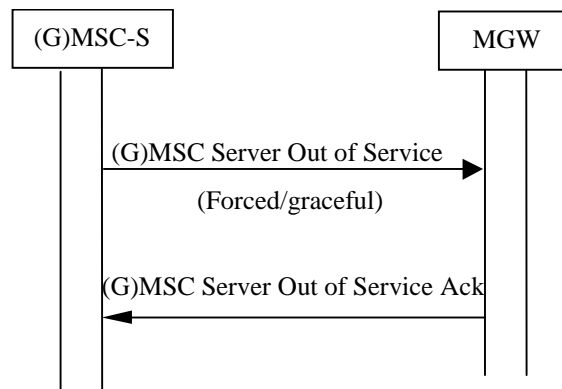 (G)MSC-S
MGW
(G)MSC Server Out of Service
(Forced/graceful)
(G)MSC Server Out of Service Ack